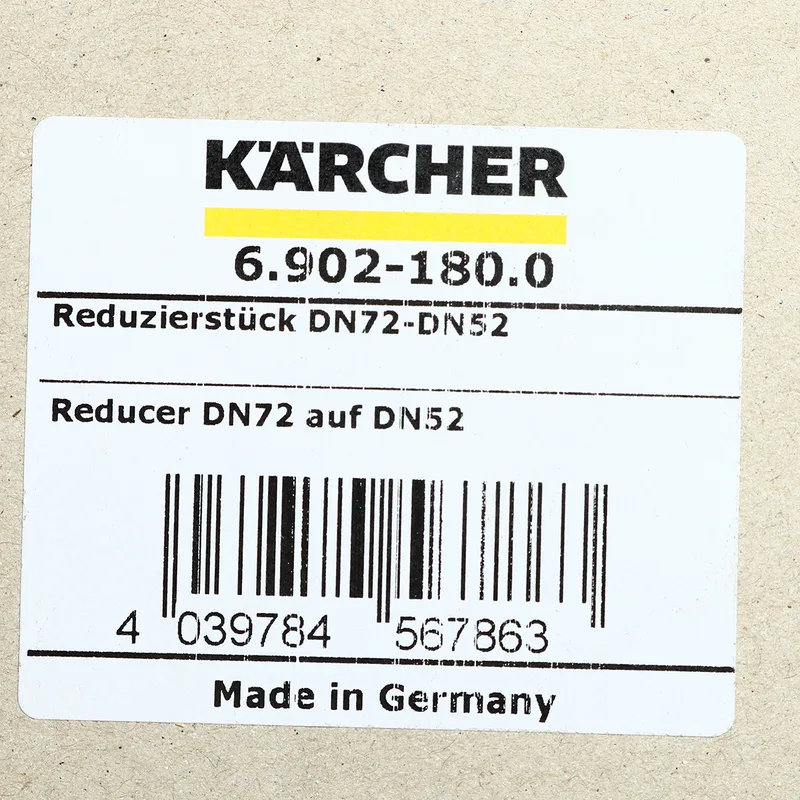 KÄRCHER
6.902-180.0
Reduzierstück DN72-DN52
Reducer DN72 auf DN52
4 039784 567863
Made in Germany